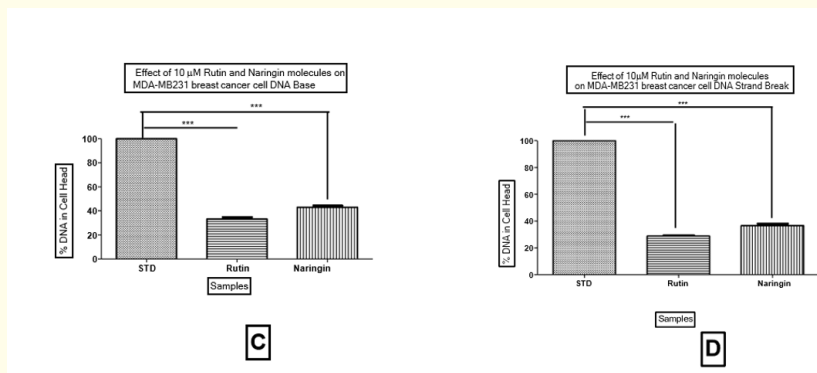 Effect of 10 µM Rutin and Naringin molecules on
MDA-MB231 breast cancer cell DNA Base
***
***
100
80
60
40
20
0
% DNA in Cell Head
STD Rutin Naringin
Samples
C
Effect of 10µM Rutin and Naringin molecules
on MDA-MB231 breast cancer cell DNA Strand Break
***
***
100
80
60
40
20
0
% DNA in Cell Head
STD Rutin Naringin
Samples
D